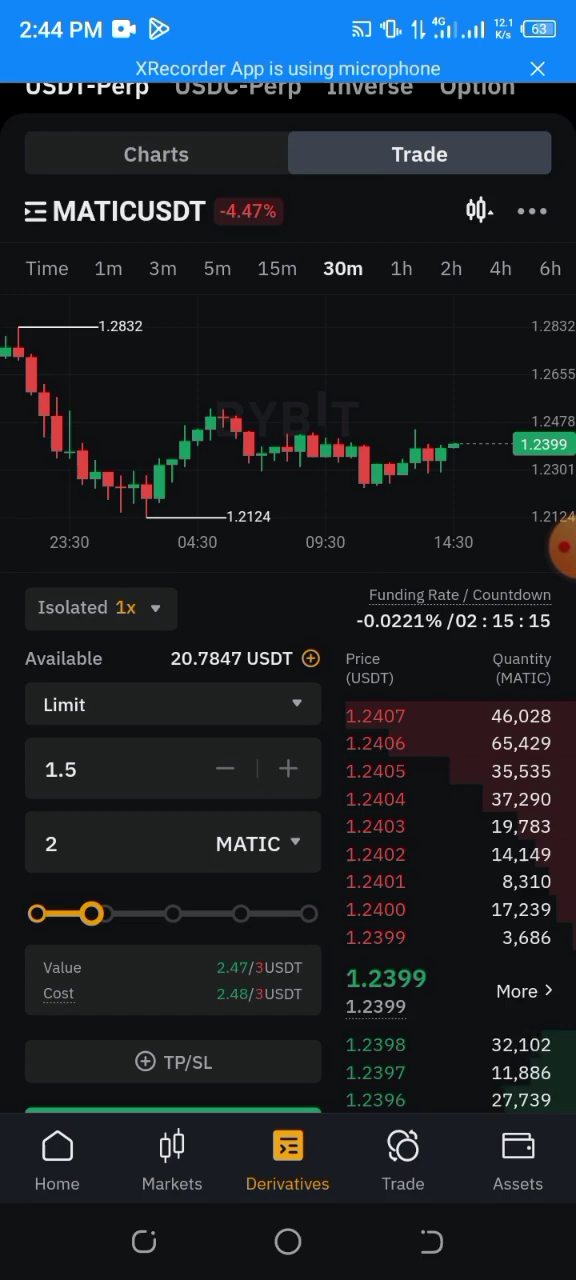 2:44 PM 4G 12.1 K/s 63
XRecorder App is using microphone
USDT-Perp USDC-Perp Inverse Option
Charts Trade
MATICUSDT -4.47%
Time 1m 3m 5m 15m 30m 1h 2h 4h 6h
1.2832 1.2832
1.2655
BYBIT
1.2478
1.2399
1.2301
1.2124 1.2124
23:30 04:30 09:30 14:30
Isolated 1x
Funding Rate / Countdown
-0.0221% /02 : 15 : 15
Available 20.7847 USDT
Limit
1.5
2 MATIC
Value 2.47/3USDT
Cost 2.48/3USDT
TP/SL
Price Quantity
(USDT) (MATIC)
1.2407 46,028
1.2406 65,429
1.2405 35,535
1.2404 37,290
1.2403 19,783
1.2402 14,149
1.2401 8,310
1.2400 17,239
1.2399 3,686
1.2399
1.2399
More
1.2398 32,102
1.2397 11,886
1.2396 27,739
Home Markets Derivatives Trade Assets